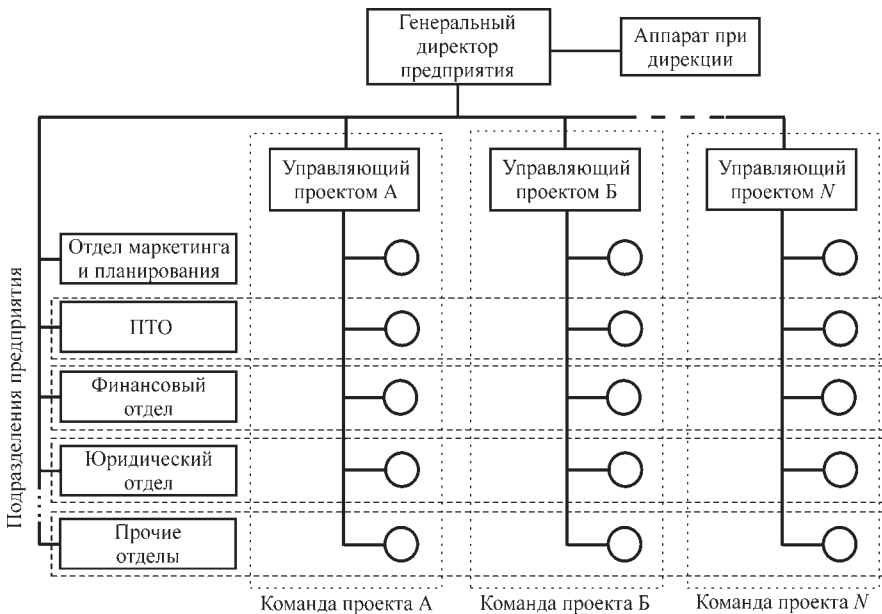 Генеральный
директор
предприятия
Аппарат при
дирекции
Управляющий
проектом А
Управляющий
проектом Б
Управляющий
проектом N
Подразделения предприятия
Отдел маркетинга
и планирования
ПТО
Финансовый
отдел
Юридический
отдел
Прочие
отделы
Команда проекта А
Команда проекта Б
Команда проекта N